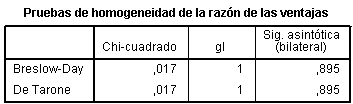 Pruebas de homogeneidad de la razón de las ventajas
Chi-cuadrado gl Sig. asintótica (bilateral)
Breslow-Day ,017 1 ,895
De Tarone ,017 1 ,895